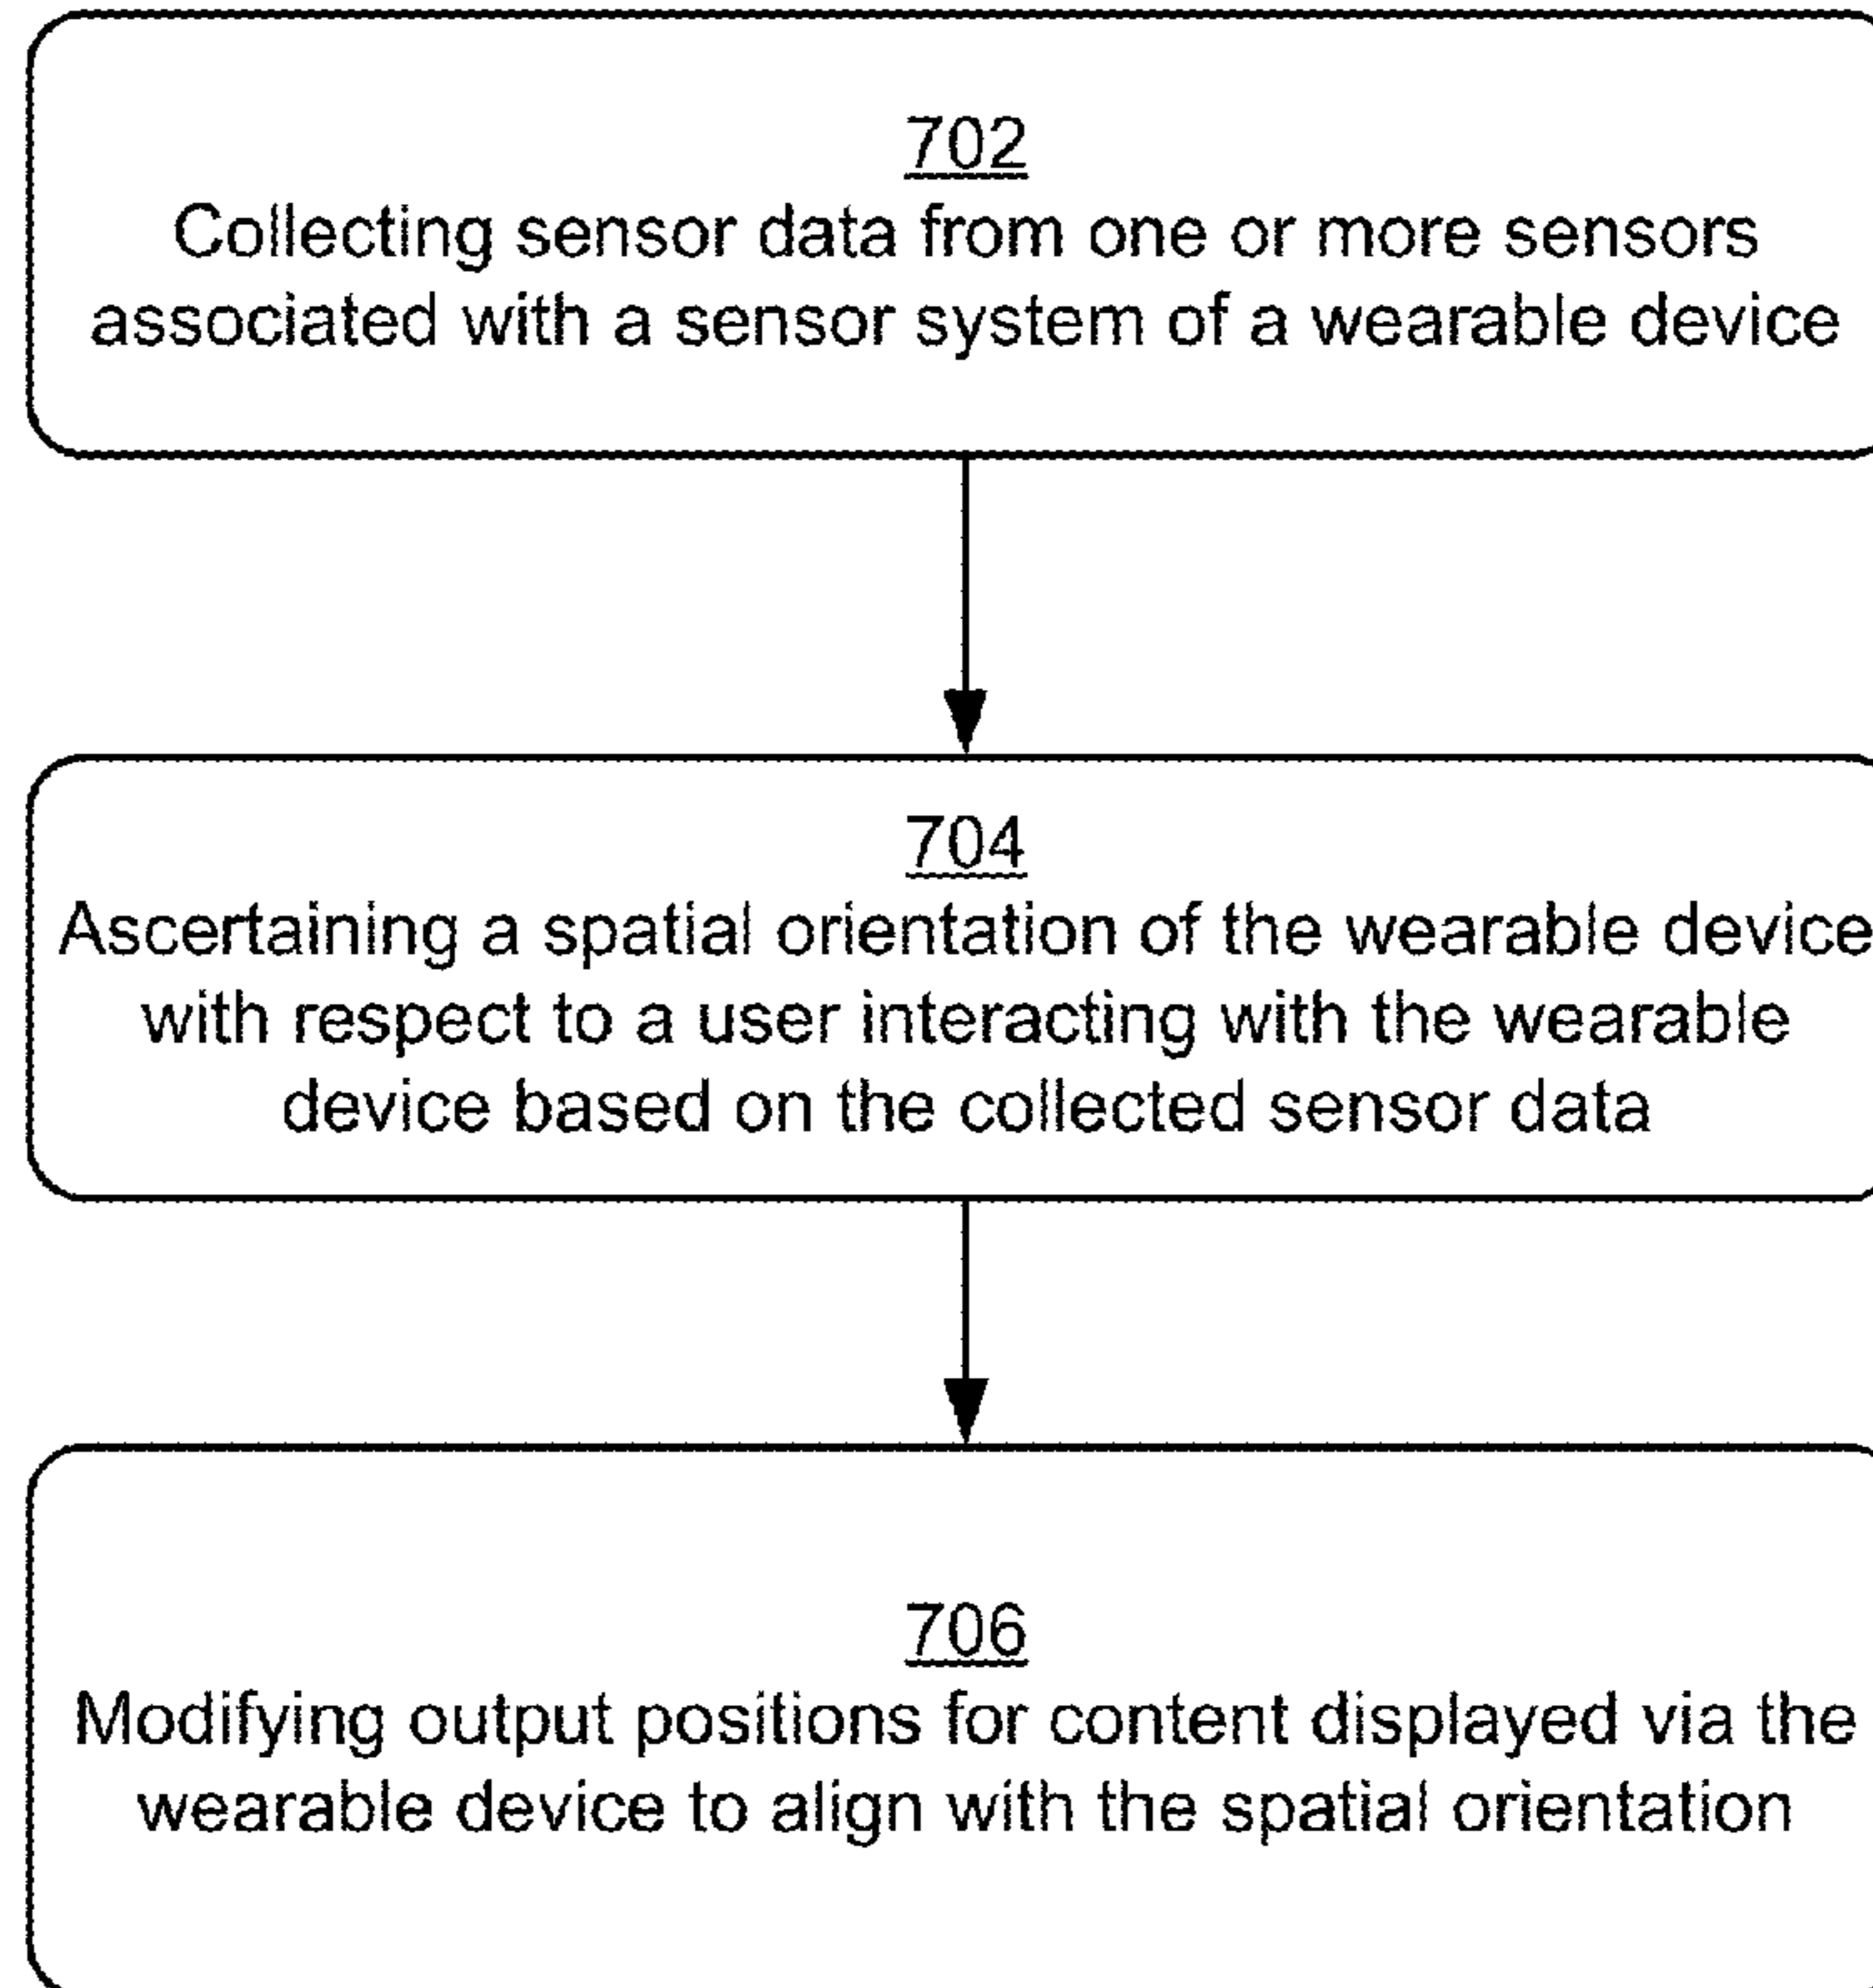 702
Collecting sensor data from one or more sensors
associated with a sensor system of a wearable device
704
Ascertaining a spatial orientation of the wearable device
with respect to a user interacting with the wearable
device based on the collected sensor data
706
Modifying output positions for content displayed via the
wearable device to align with the spatial orientation